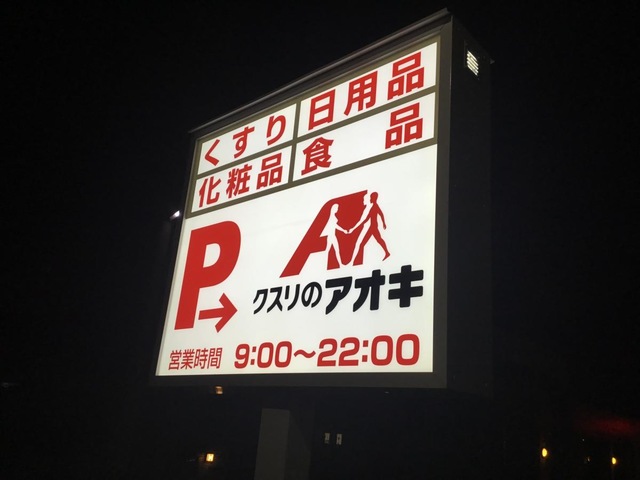 くすり 日用品
化粧品 食品
P→
クスリのアオキ
営業時間 9:00～22:00